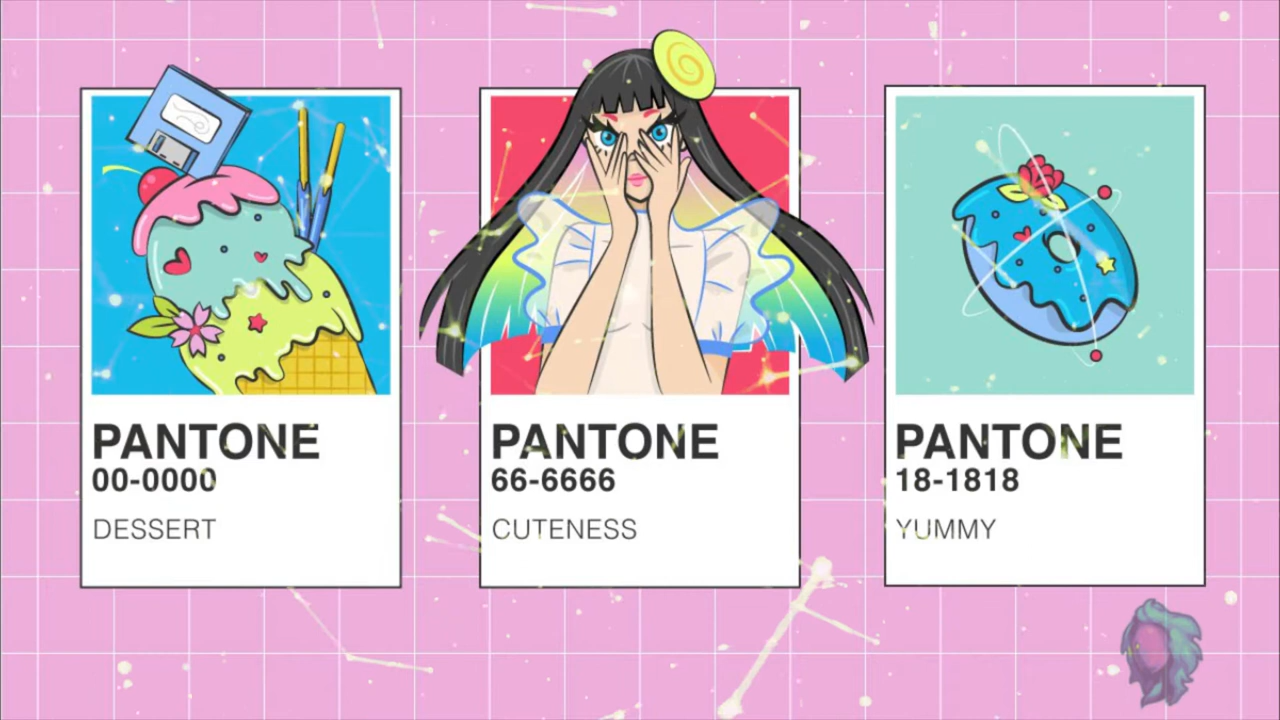 PANTONE
00-0000
DESSERT
PANTONE
66-6666
CUTENESS
PANTONE
18-1818
YUMMY